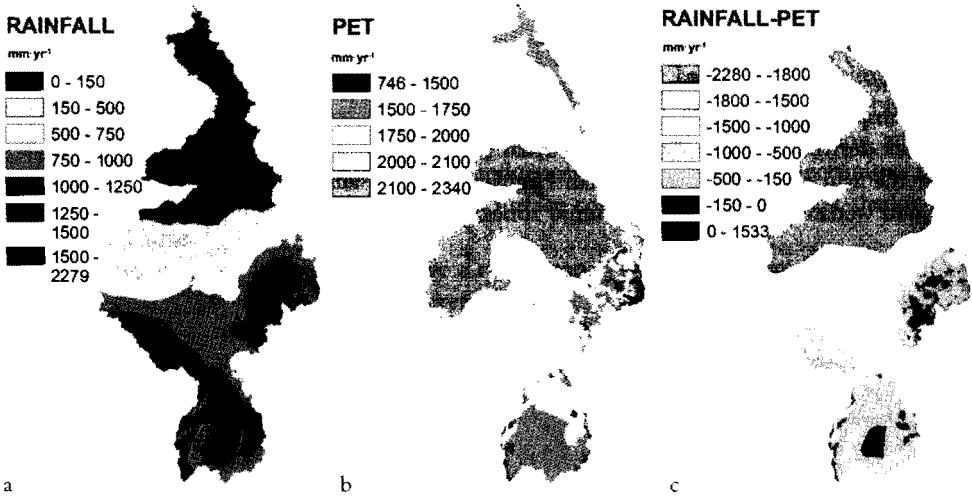 RAINFALL
mm·yr⁻¹
0 - 150
150 - 500
500 - 750
750 - 1000
1000 - 1250
1250 -
1500
1500 -
2279
a
PET
mm·yr⁻¹
746 - 1500
1500 - 1750
1750 - 2000
2000 - 2100
2100 - 2340
b
RAINFALL-PET
mm·yr⁻¹
-2280 - -1800
-1800 - -1500
-1500 - -1000
-1000 - -500
-500 - -150
-150 - 0
0 - 1533
c